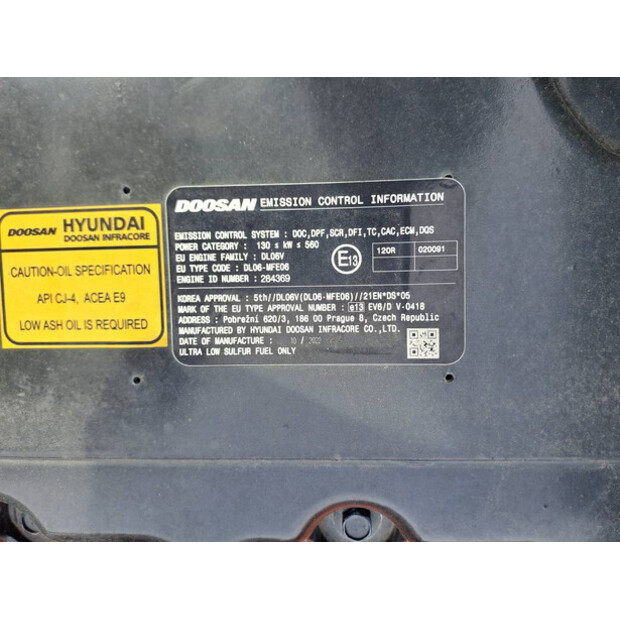 DOOSAN HYUNDAI
DOOSAN INFRACORE
CAUTION-OIL SPECIFICATION
API CJ-4, ACEA E9
LOW ASH OIL IS REQUIRED
DOOSAN EMISSION CONTROL INFORMATION
EMISSION CONTROL SYSTEM : DOC,DPF,SCR,DFI,TC,CAC,ECM,DQS
POWER CATEGORY : 130 ≤ kW ≤ 560
EU ENGINE FAMILY : DL06V
EU TYPE CODE : DL06-MFE06
ENGINE ID NUMBER : 284369
E13
120R 020091
KOREA APPROVAL : 5th//DL06V(DL06-MFE06)//21EN*DS*05
MARK OF THE EU TYPE APPROVAL NUMBER : e13 EV6/D V-0418
ADDRESS : Pobrežni 620/3, 186 00 Prague 8, Czech Republic
MANUFACTURED BY HYUNDAI DOOSAN INFRACORE CO.,LTD.
DATE OF MANUFACTURE : 10 / 2022
ULTRA LOW SULFUR FUEL ONLY